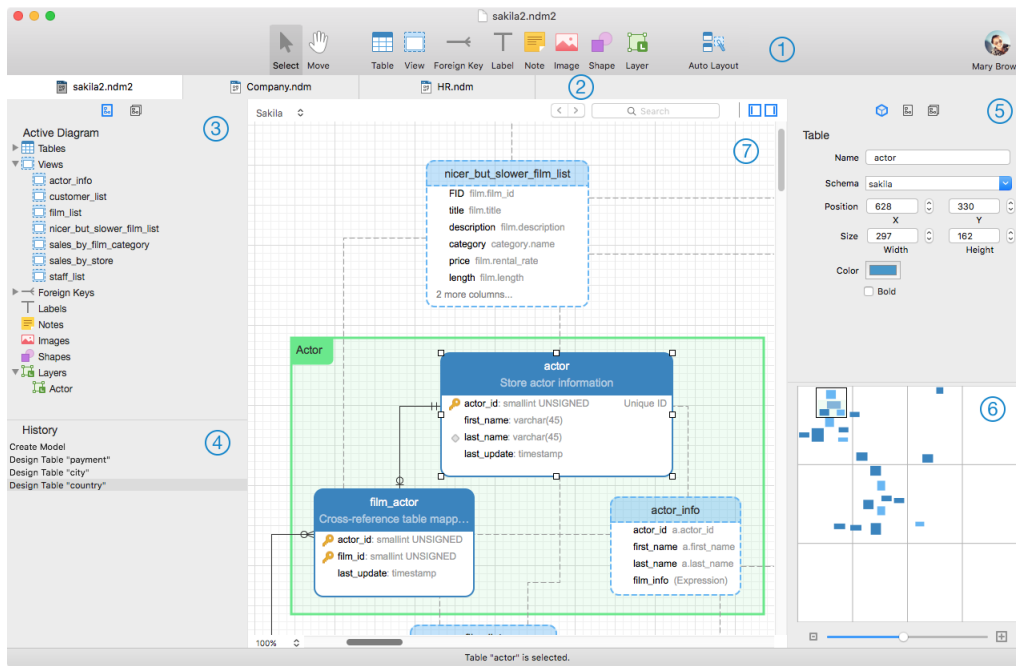 sakila2.ndm2
Select Move Table View Foreign Key Label Note Image Shape Layer Auto Layout Mary Brow
1
sakila2.ndm2 Company.ndm HR.ndm
2
3
Active Diagram
Tables
Views
actor_info
customer_list
film_list
nicer_but_slower_film_list
sales_by_film_category
sales_by_store
staff_list
Foreign Keys
Labels
Notes
Images
Shapes
Layers
Actor
History
4
Create Model
Design Table "payment"
Design Table "city"
Design Table "country"
Sakila
Search
7
nicer_but_slower_film_list
FID film.film_id
title film.title
description film.description
category category.name
price film.rental_rate
length film.length
2 more columns...
Actor
actor
Store actor information
actor_id: smallint UNSIGNED Unique ID
first_name: varchar(45)
last_name: varchar(45)
last_update: timestamp
film_actor
Cross-reference table mapp...
actor_id: smallint UNSIGNED
film_id: smallint UNSIGNED
last_update: timestamp
actor_info
actor_id a.actor_id
first_name a.first_name
last_name a.last_name
film_info (Expression)
100%
5
Table
Name actor
Schema sakila
Position 628 330
X Y
Size 297 162
Width Height
Color
Bold
6
Table "actor" is selected.